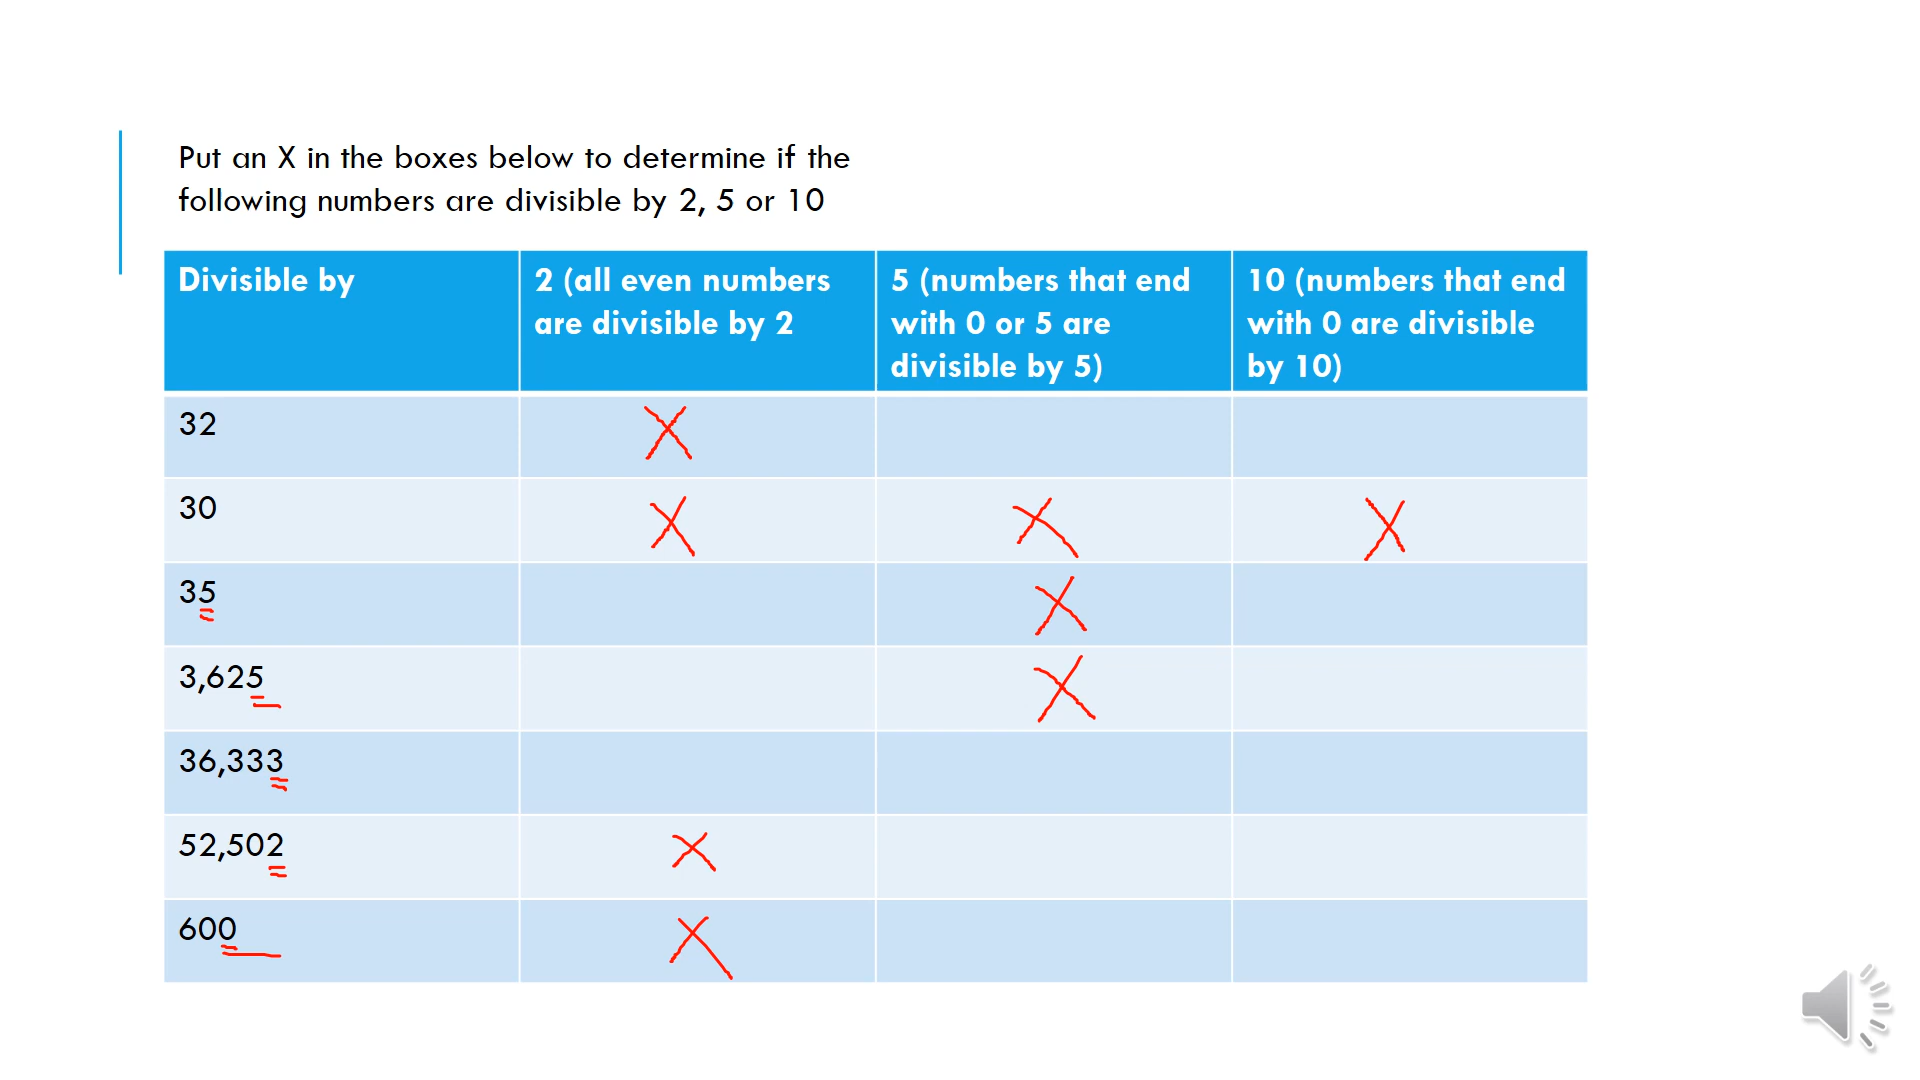 Put an X in the boxes below to determine if the
following numbers are divisible by 2, 5 or 10
Divisible by
2 (all even numbers
are divisible by 2
5 (numbers that end
with 0 or 5 are
divisible by 5)
10 (numbers that end
with 0 are divisible
by 10)
32 X
30 X X X
35 X
3,625 X
36,333
52,502 X
600 X